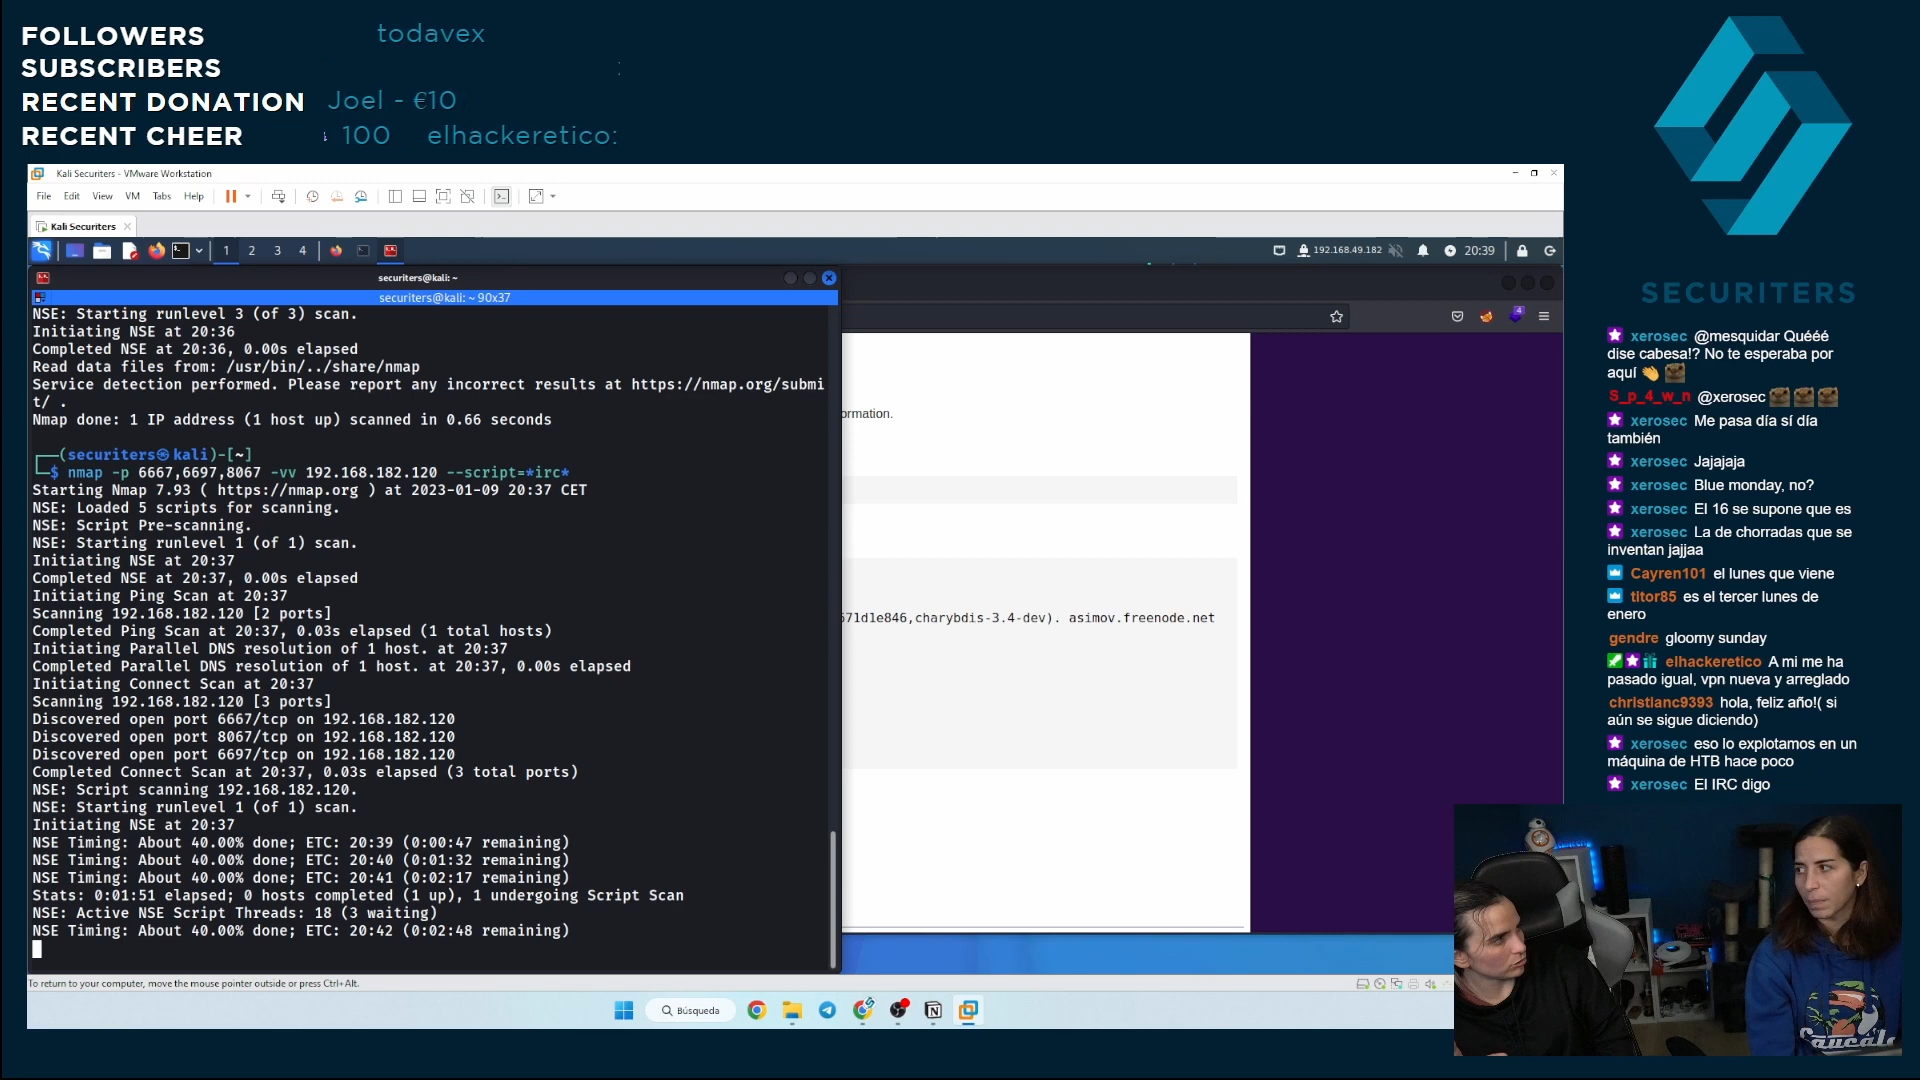 FOLLOWERS todavex
SUBSCRIBERS
RECENT DONATION Joel - €10
RECENT CHEER 100 elhackeretico:
Kali Securiters - VMware Workstation
File Edit View VM Tabs Help
Kali Securiters
1 2 3 4 192.168.49.182 20:39
securiters@kali: ~
securiters@kali: ~ 90x37
NSE: Starting runlevel 3 (of 3) scan.
Initiating NSE at 20:36
Completed NSE at 20:36, 0.00s elapsed
Read data files from: /usr/bin/../share/nmap
Service detection performed. Please report any incorrect results at https://nmap.org/submi
t/ .
Nmap done: 1 IP address (1 host up) scanned in 0.66 seconds
┌──(securiters㉿kali)-[~]
└─$ nmap -p 6667,6697,8067 -vv 192.168.182.120 --script=*irc*
Starting Nmap 7.93 ( https://nmap.org ) at 2023-01-09 20:37 CET
NSE: Loaded 5 scripts for scanning.
NSE: Script Pre-scanning.
NSE: Starting runlevel 1 (of 1) scan.
Initiating NSE at 20:37
Completed NSE at 20:37, 0.00s elapsed
Initiating Ping Scan at 20:37
Scanning 192.168.182.120 [2 ports]
Completed Ping Scan at 20:37, 0.03s elapsed (1 total hosts)
Initiating Parallel DNS resolution of 1 host. at 20:37
Completed Parallel DNS resolution of 1 host. at 20:37, 0.00s elapsed
Initiating Connect Scan at 20:37
Scanning 192.168.182.120 [3 ports]
Discovered open port 6667/tcp on 192.168.182.120
Discovered open port 8067/tcp on 192.168.182.120
Discovered open port 6697/tcp on 192.168.182.120
Completed Connect Scan at 20:37, 0.03s elapsed (3 total ports)
NSE: Script scanning 192.168.182.120.
NSE: Starting runlevel 1 (of 1) scan.
Initiating NSE at 20:37
NSE Timing: About 40.00% done; ETC: 20:39 (0:00:47 remaining)
NSE Timing: About 40.00% done; ETC: 20:40 (0:01:32 remaining)
NSE Timing: About 40.00% done; ETC: 20:41 (0:02:17 remaining)
Stats: 0:01:51 elapsed; 0 hosts completed (1 up), 1 undergoing Script Scan
NSE: Active NSE Script Threads: 18 (3 waiting)
NSE Timing: About 40.00% done; ETC: 20:42 (0:02:48 remaining)
4
ormation.
571d1e846,charybdis-3.4-dev). asimov.freenode.net
To return to your computer, move the mouse pointer outside or press Ctrl+Alt.
Búsqueda
SECURITERS
xerosec @mesquidar Quééé
dise cabesa!? No te esperaba por
aquí 👏
S_p_4_w_n @xerosec
xerosec Me pasa día sí día
también
xerosec Jajajaja
xerosec Blue monday, no?
xerosec El 16 se supone que es
xerosec La de chorradas que se
inventan jajjaa
Cayren101 el lunes que viene
tltor85 es el tercer lunes de
enero
gendre gloomy sunday
elhackeretico A mi me ha
pasado igual, vpn nueva y arreglado
christianc9393 hola, feliz año!( si
aún se sigue diciendo)
xerosec eso lo explotamos en un
máquina de HTB hace poco
xerosec El IRC digo